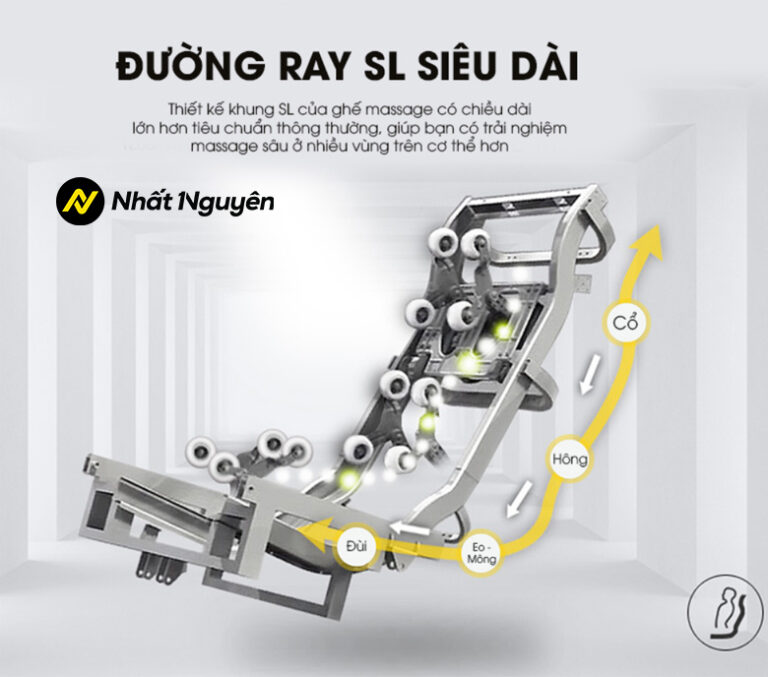 ĐƯỜNG RAY SL SIÊU DÀI
Thiết kế khung SL của ghế massage có chiều dài
lớn hơn tiêu chuẩn thông thường, giúp bạn có trải nghiệm
massage sâu ở nhiều vùng trên cơ thể hơn
Nhất Nguyên
Cổ
Hông
Eo -
Mông
Đùi